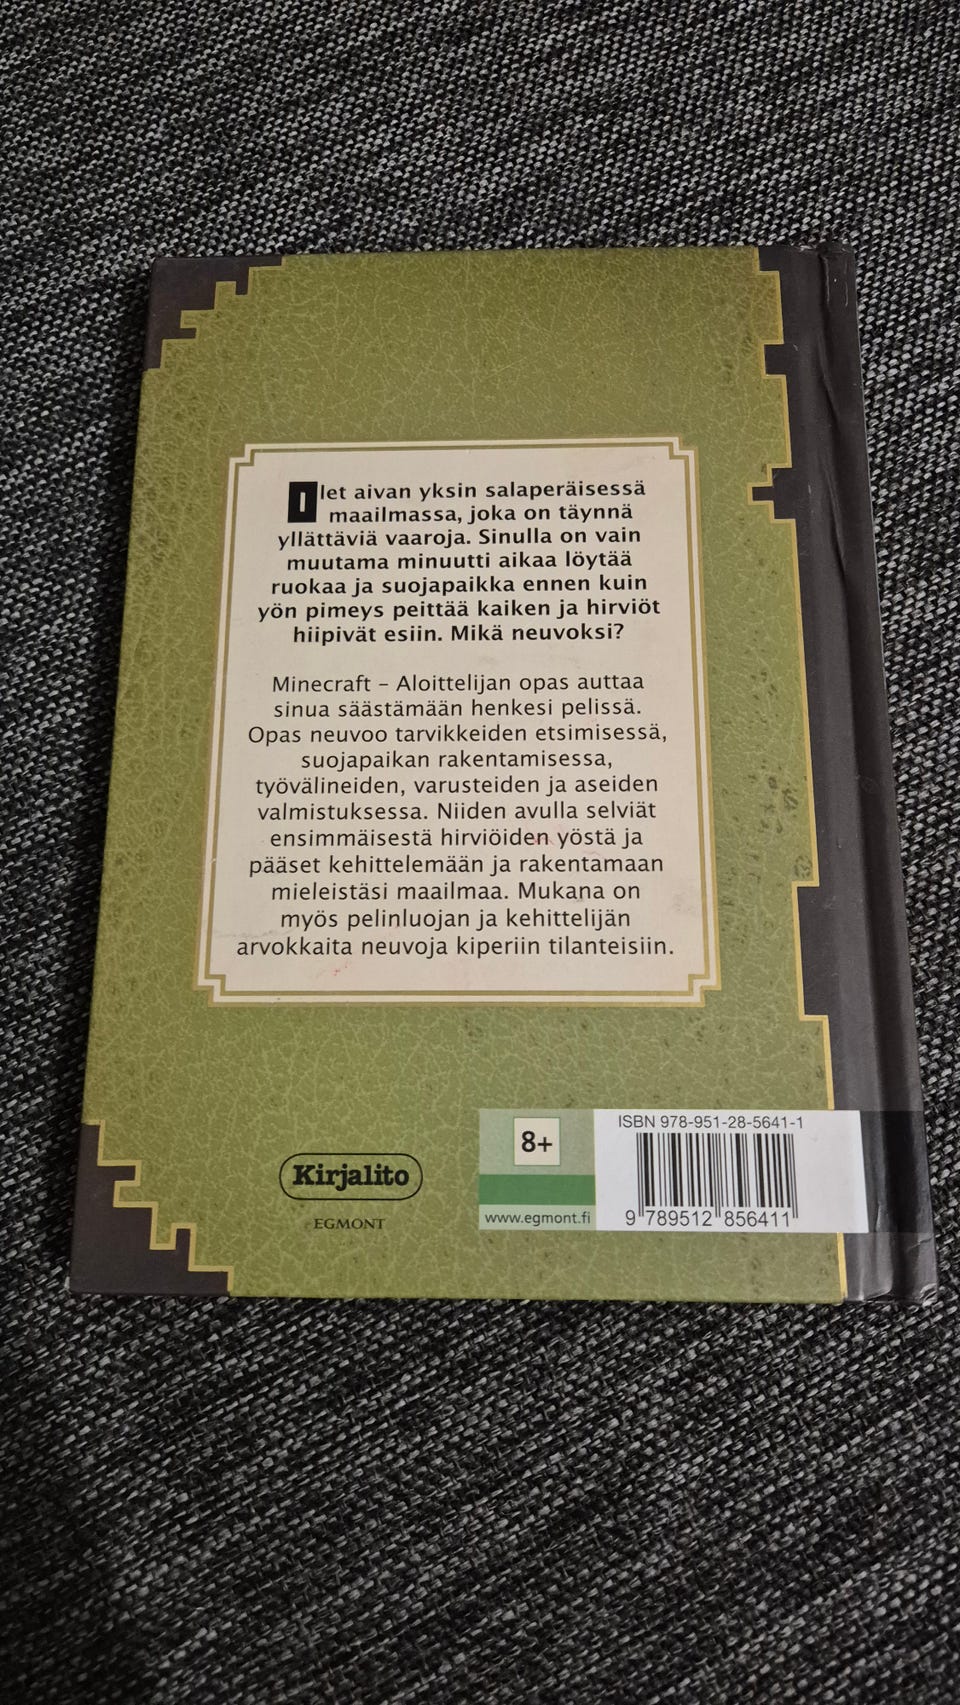 Olet aivan yksin salaperäisessä
maailmassa, joka on täynnä
yllättäviä vaaroja. Sinulla on vain
muutama minuutti aikaa löytää
ruokaa ja suojapaikka ennen kuin
yön pimeys peittää kaiken ja hirviöt
hiipivät esiin. Mikä neuvoksi?
Minecraft – Aloittelijan opas auttaa
sinua säästämään henkesi pelissä.
Opas neuvoo tarvikkeiden etsimisessä,
suojapaikan rakentamisessa,
työvälineiden, varusteiden ja aseiden
valmistuksessa. Niiden avulla selviät
ensimmäisestä hirviöiden yöstä ja
pääset kehittelemään ja rakentamaan
mieleistäsi maailmaa. Mukana on
myös pelinluojan ja kehittelijän
arvokkaita neuvoja kiperiin tilanteisiin.
Kirjalito
EGMONT
8+
www.egmont.fi
ISBN 978-951-28-5641-1
9 789512 856411